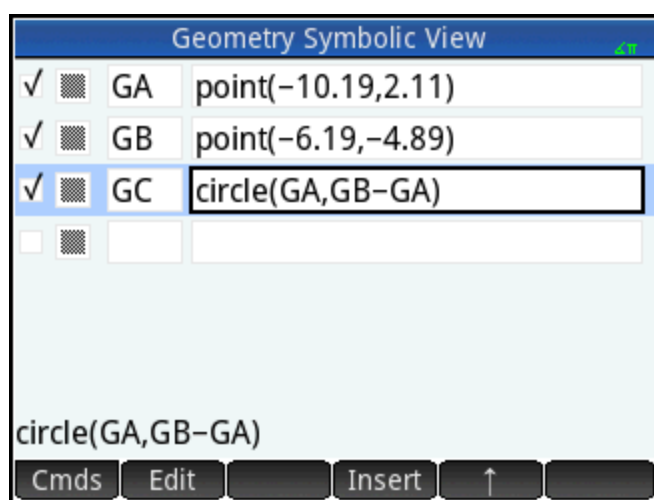 Geometry Symbolic View
∡π
√ GA point(−10.19,2.11)
√ GB point(−6.19,−4.89)
√ GC circle(GA,GB−GA)
circle(GA,GB−GA)
Cmds Edit Insert ↑